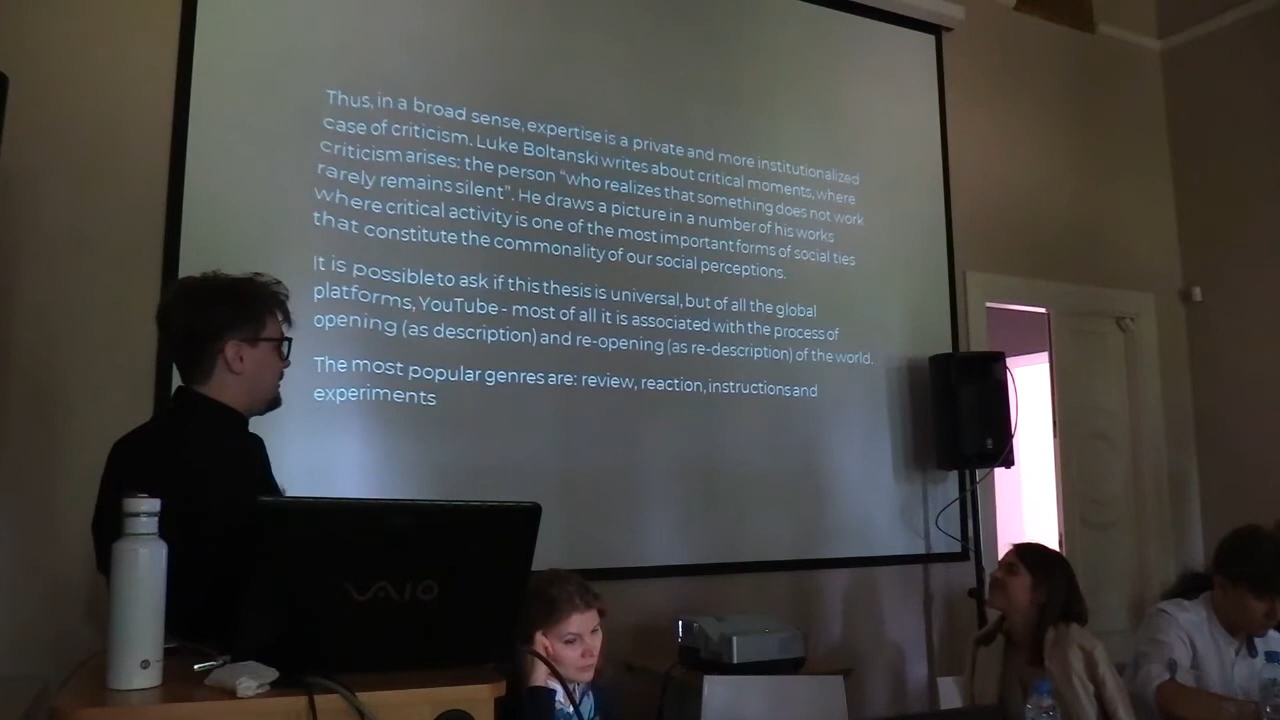 Thus, in a broad sense, expertise is a private and more institutionalized
case of criticism. Luke Boltanski writes about critical moments, where
criticism arises: the person “who realizes that something does not work
rarely remains silent”. He draws a picture in a number of his works
where critical activity is one of the most important forms of social ties
that constitute the commonality of our social perceptions.
It is possible to ask if this thesis is universal, but of all the global
platforms, YouTube - most of all it is associated with the process of
opening (as description) and re-opening (as re-description) of the world.
The most popular genres are: review, reaction, instructions and
experiments
VAIO